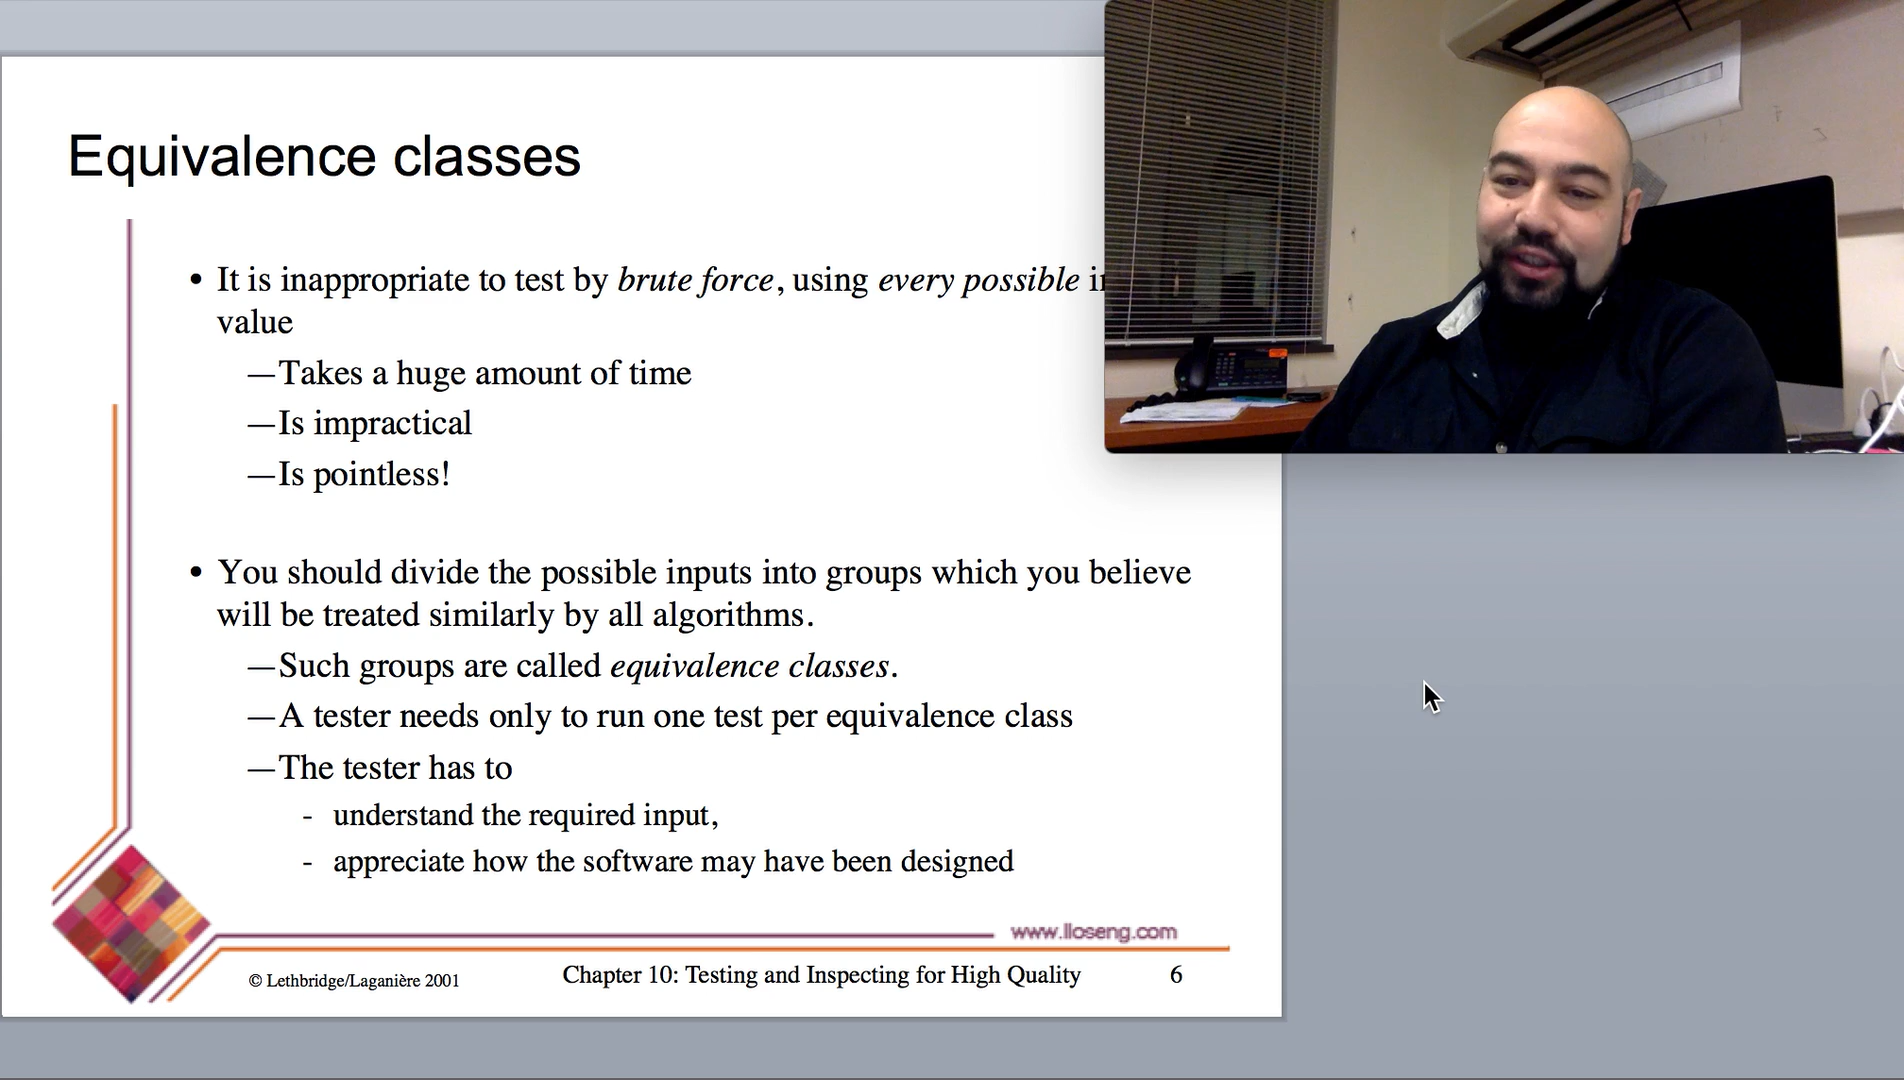 Equivalence classes
• It is inappropriate to test by brute force, using every possible
value
—Takes a huge amount of time
—Is impractical
—Is pointless!
• You should divide the possible inputs into groups which you believe
will be treated similarly by all algorithms.
—Such groups are called equivalence classes.
—A tester needs only to run one test per equivalence class
—The tester has to
- understand the required input,
- appreciate how the software may have been designed
www.lloseng.com
© Lethbridge/Laganière 2001 Chapter 10: Testing and Inspecting for High Quality 6